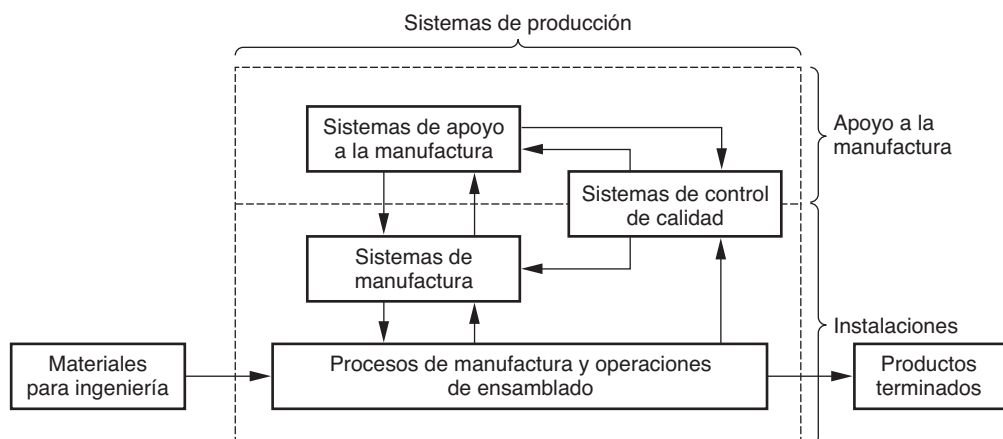 Sistemas de producción
Sistemas de apoyo
a la manufactura
Apoyo a la
manufactura
Sistemas de control
de calidad
Sistemas de
manufactura
Instalaciones
Materiales
para ingeniería
Procesos de manufactura y operaciones
de ensamblado
Productos
terminados